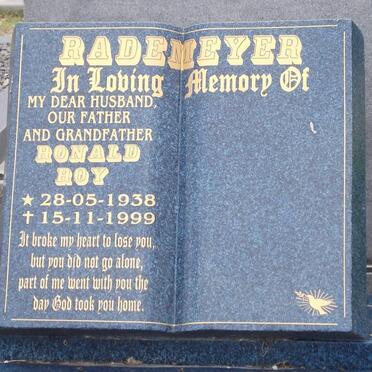 RADEMEYER
In Loving Memory Of
MY DEAR HUSBAND,
OUR FATHER
AND GRANDFATHER
RONALD
ROY
★ 28-05-1938
✝ 15-11-1999
It broke my heart to lose you,
but you did not go alone,
part of me went with you the
day God took you home.